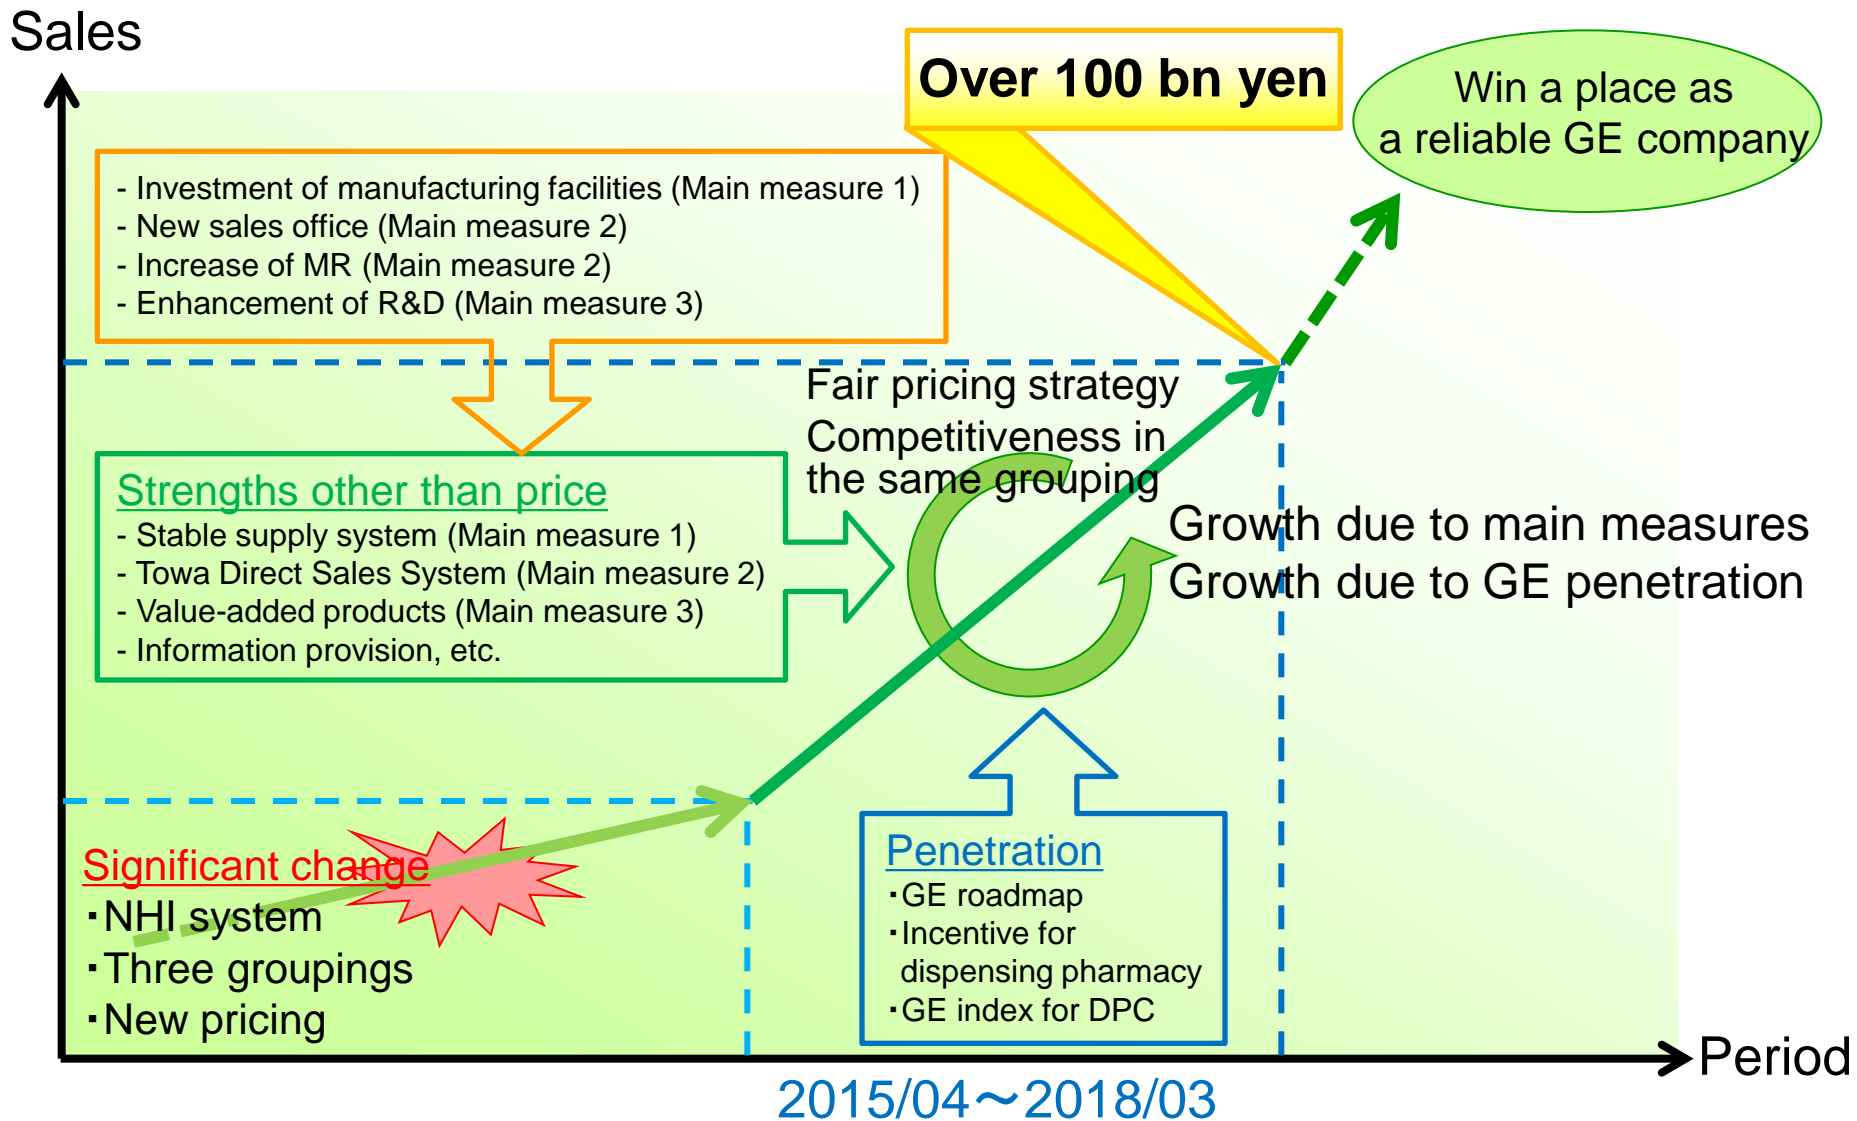 Sales
Over 100 bn yen
Win a place as
a reliable GE company
- Investment of manufacturing facilities (Main measure 1)
- New sales office (Main measure 2)
- Increase of MR (Main measure 2)
- Enhancement of R&D (Main measure 3)
Fair pricing strategy
Competitiveness in
the same grouping
Strengths other than price
- Stable supply system (Main measure 1)
- Towa Direct Sales System (Main measure 2)
- Value-added products (Main measure 3)
- Information provision, etc.
Growth due to main measures
Growth due to GE penetration
Significant change
・NHI system
・Three groupings
・New pricing
Penetration
・GE roadmap
・Incentive for
dispensing pharmacy
・GE index for DPC
Period
2015/04～2018/03